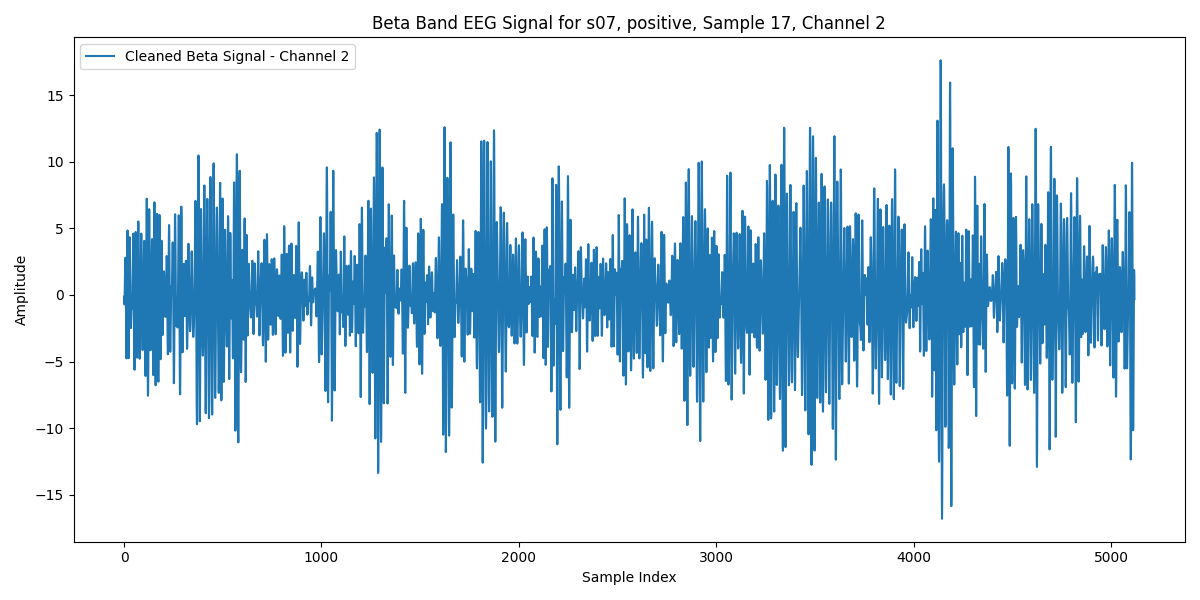 Beta Band EEG Signal for s07, positive, Sample 17, Channel 2
Cleaned Beta Signal - Channel 2
Amplitude
15
10
5
0
−5
−10
−15
0 1000 2000 3000 4000 5000
Sample Index